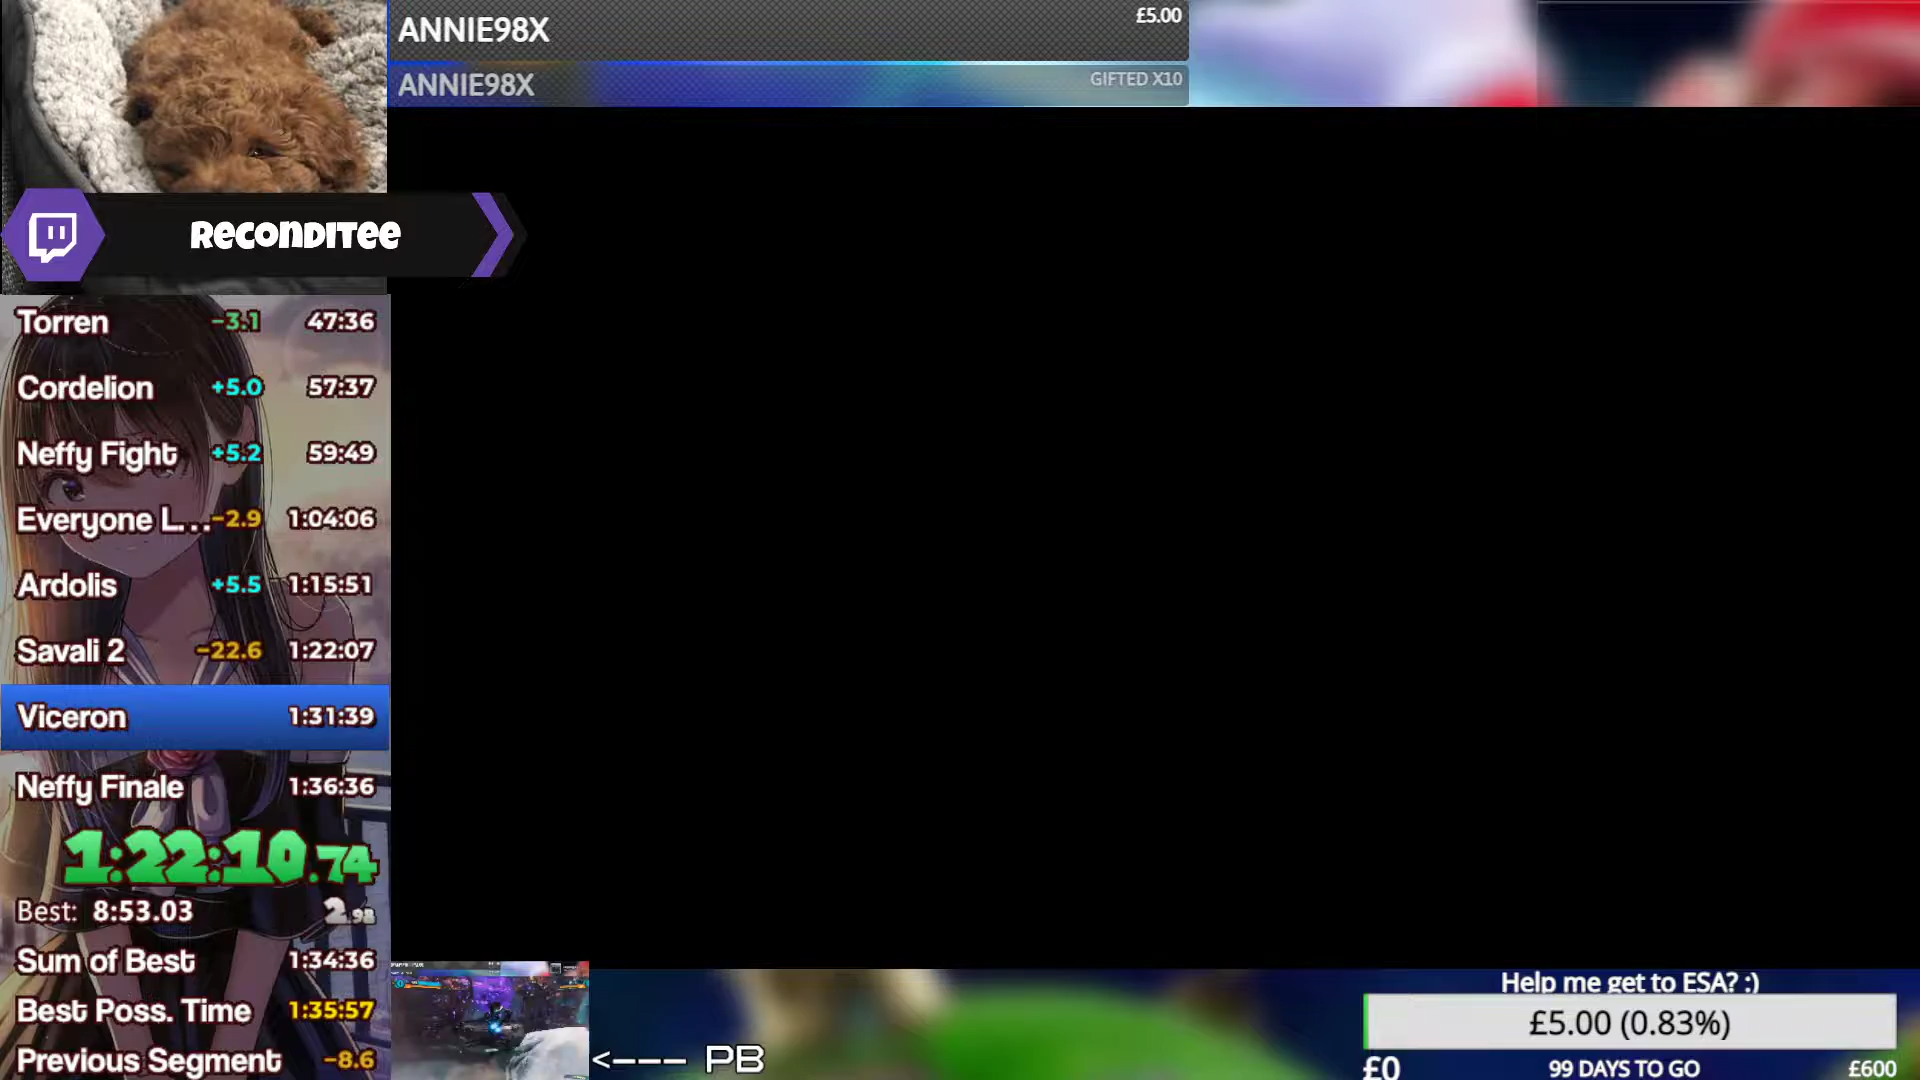 ANNIE98X £5.00
ANNIE98X GIFTED X10
Reconditee
Torren -3.1 47:36
Cordelion +5.0 57:37
Neffy Fight +5.2 59:49
Everyone L... -2.9 1:04:06
Ardolis +5.5 1:15:51
Savali 2 -22.6 1:22:07
Viceron 1:31:39
Neffy Finale 1:36:36
1:22:10.74
Best: 8:53.03 2.98
Sum of Best 1:34:36
Best Poss. Time 1:35:57
Previous Segment -8.6
<--- PB
Help me get to ESA? :)
£5.00 (0.83%)
£0 99 DAYS TO GO £600